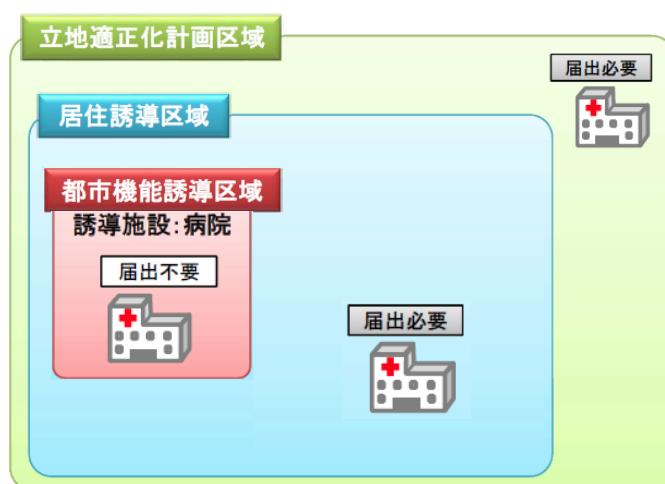 立地適正化計画区域
届出必要
居住誘導区域
都市機能誘導区域
誘導施設：病院
届出不要
届出必要